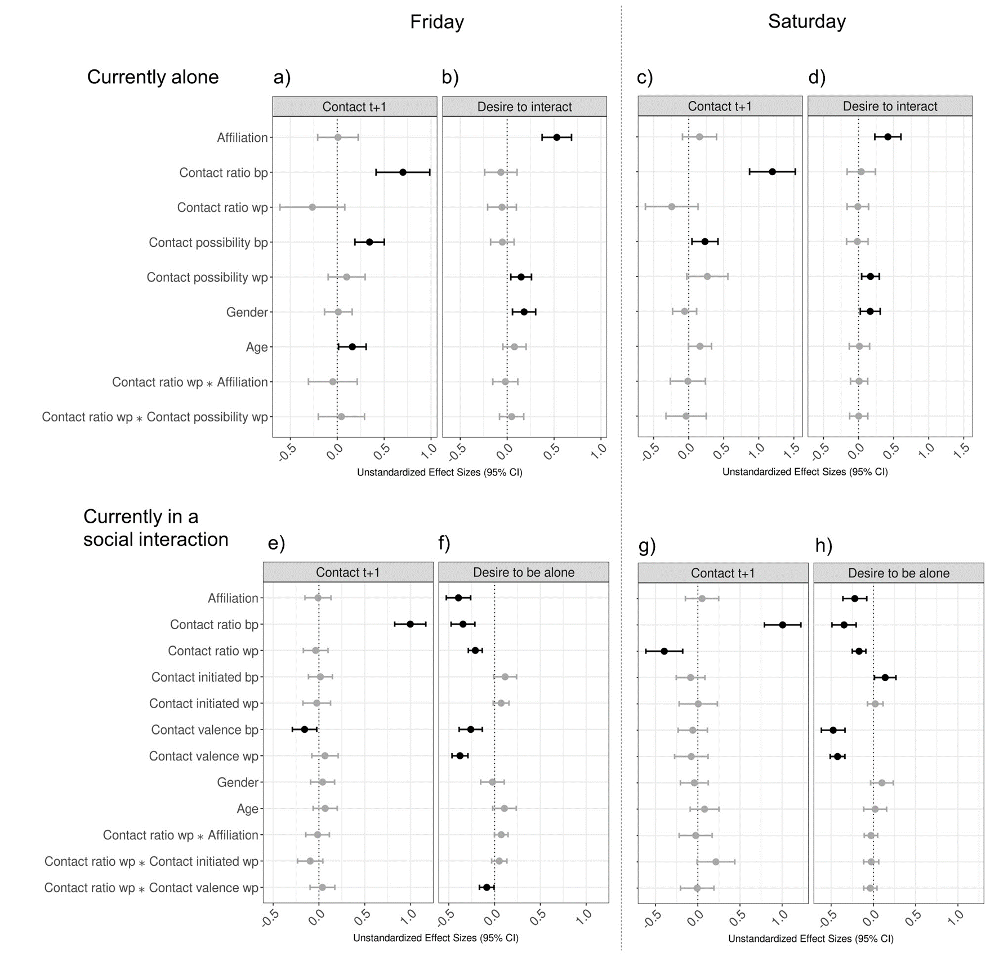 Friday
Saturday
Currently alone
a)
b)
c)
d)
Contact t+1
Desire to interact
Contact t+1
Desire to interact
Affiliation
Contact ratio bp
Contact ratio wp
Contact possibility bp
Contact possibility wp
Gender
Age
Contact ratio wp * Affiliation
Contact ratio wp * Contact possibility wp
-0.5 0.0 0.5 1.0
-0.5 0.0 0.5 1.0
-0.5 0.0 0.5 1.0 1.5
-0.5 0.0 0.5 1.0 1.5
Unstandardized Effect Sizes (95% CI)
Unstandardized Effect Sizes (95% CI)
Currently in a
social interaction
e)
f)
g)
h)
Contact t+1
Desire to be alone
Contact t+1
Desire to be alone
Affiliation
Contact ratio bp
Contact ratio wp
Contact initiated bp
Contact initiated wp
Contact valence bp
Contact valence wp
Gender
Age
Contact ratio wp * Affiliation
Contact ratio wp * Contact initiated wp
Contact ratio wp * Contact valence wp
-0.5 0.0 0.5 1.0
-0.5 0.0 0.5 1.0
-0.5 0.0 0.5 1.0
-0.5 0.0 0.5 1.0
Unstandardized Effect Sizes (95% CI)
Unstandardized Effect Sizes (95% CI)